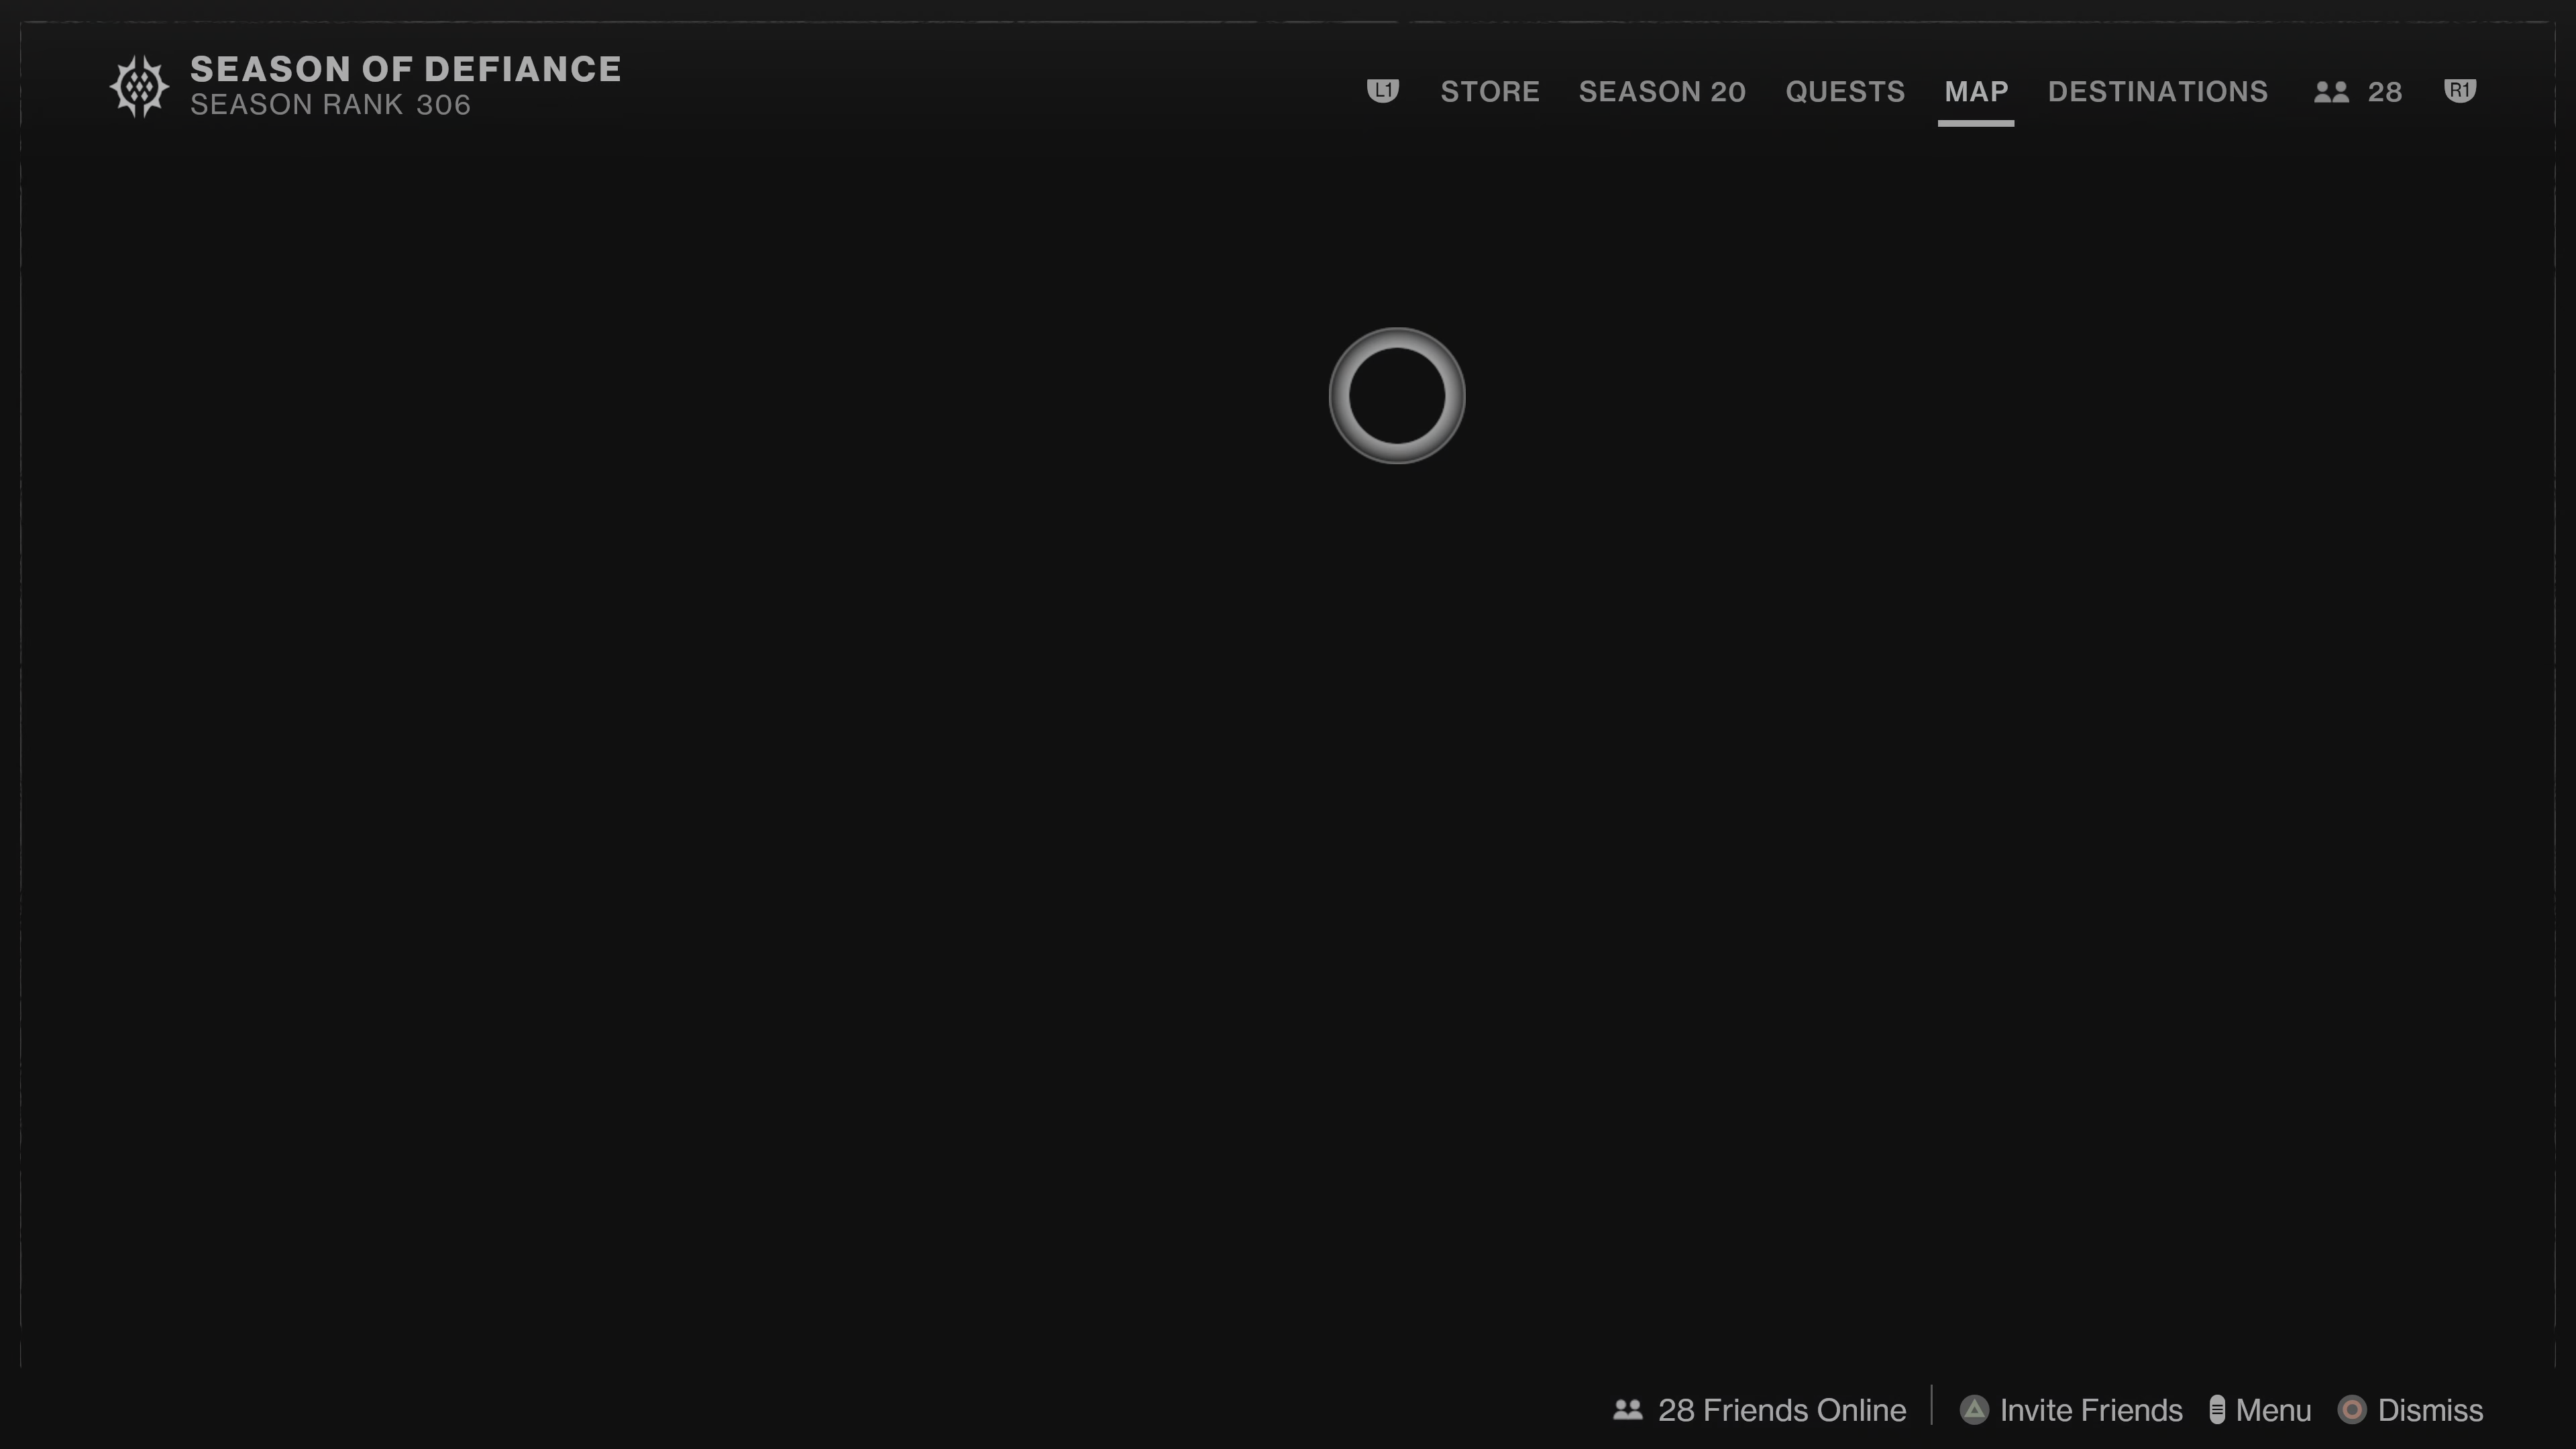 SEASON OF DEFIANCE
SEASON RANK 306
L1 STORE SEASON 20 QUESTS MAP DESTINATIONS 28 R1
28 Friends Online Invite Friends Menu Dismiss